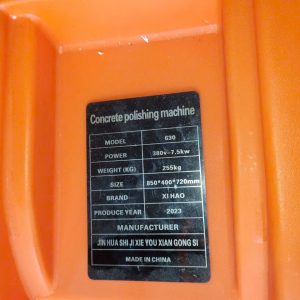 Concrete polishing machine
MODEL 630
POWER 380v-7.5kw
WEIGHT (KG) 255kg
SIZE 850*400*720mm
BRAND XI HAO
PRODUCE YEAR 2023
MANUFACTURER
JIN HUA SHI JI XIE YOU XIAN GONG SI
MADE IN CHINA